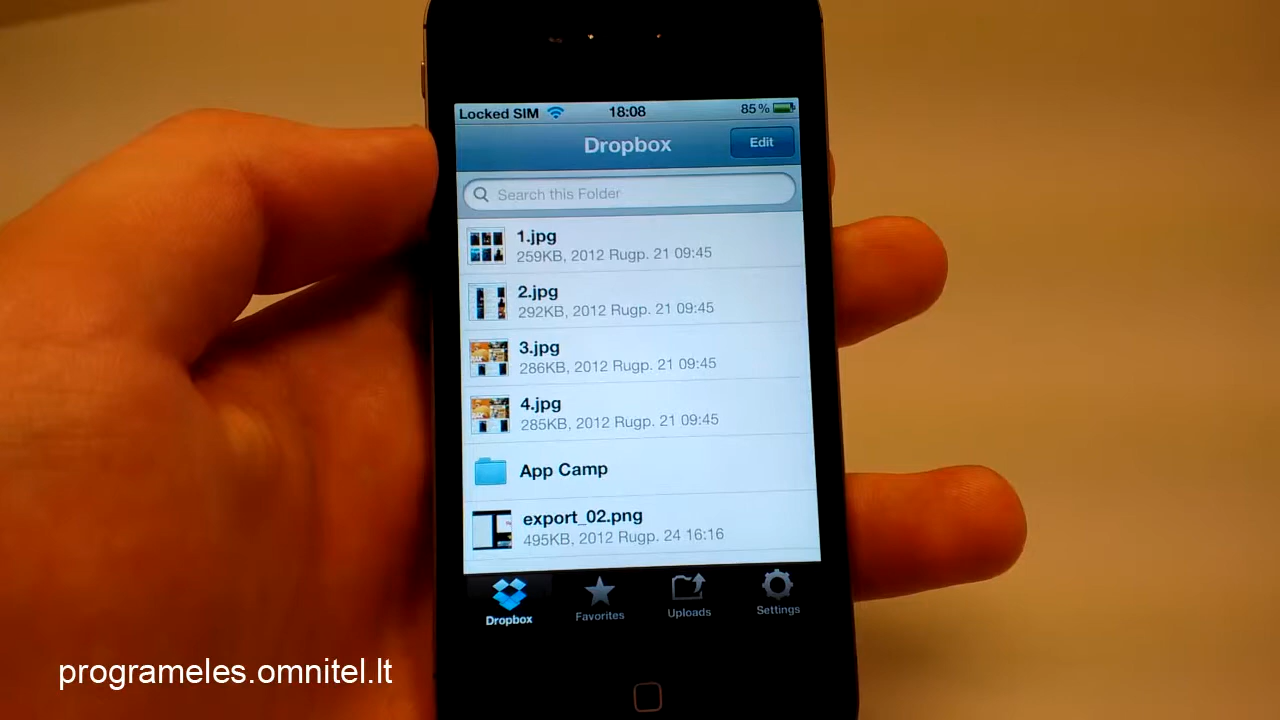 Locked SIM 18:08 85%
Dropbox Edit
Search this Folder
1.jpg
259KB, 2012 Rugp. 21 09:45
2.jpg
292KB, 2012 Rugp. 21 09:45
3.jpg
286KB, 2012 Rugp. 21 09:45
4.jpg
285KB, 2012 Rugp. 21 09:45
App Camp
export_02.png
495KB, 2012 Rugp. 24 16:16
Dropbox Favorites Uploads Settings
programeles.omnitel.lt